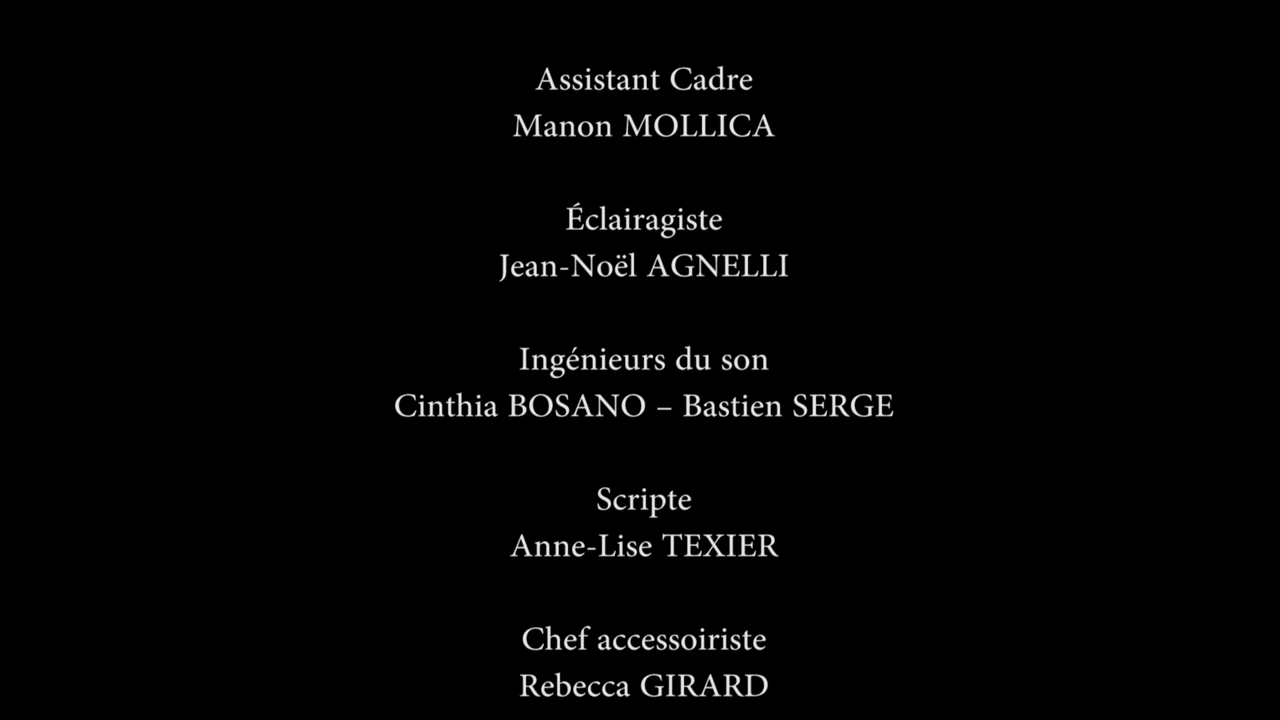 Assistant Cadre
Manon MOLLICA
Éclairagiste
Jean-Noël AGNELLI
Ingénieurs du son
Cinthia BOSANO – Bastien SERGE
Scripte
Anne-Lise TEXIER
Chef accessoiriste
Rebecca GIRARD